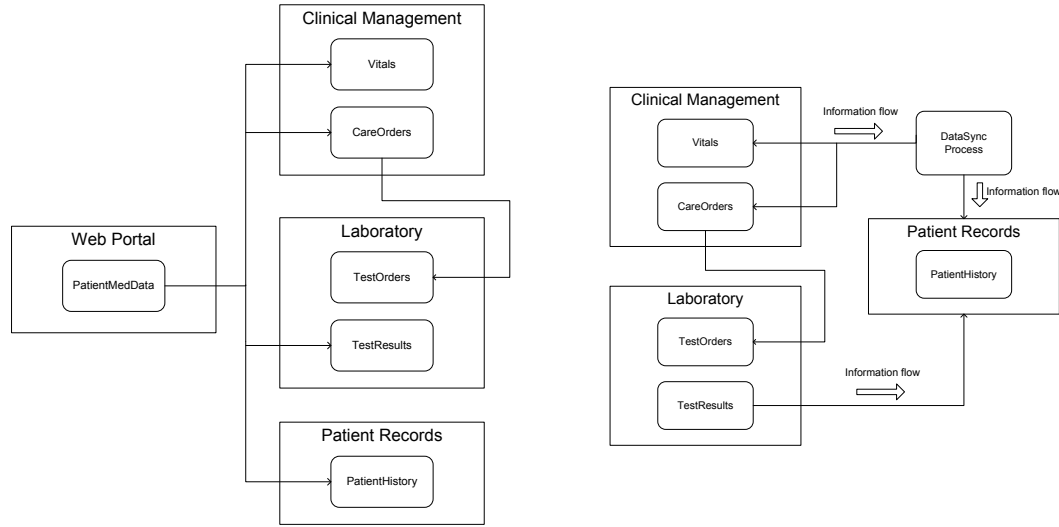 Clinical Management
Vitals
CareOrders
Web Portal
PatientMedData
Laboratory
TestOrders
TestResults
Patient Records
PatientHistory
Clinical Management
Vitals
CareOrders
Information flow
DataSync
Process
Information flow
Patient Records
PatientHistory
Laboratory
TestOrders
TestResults
Information flow